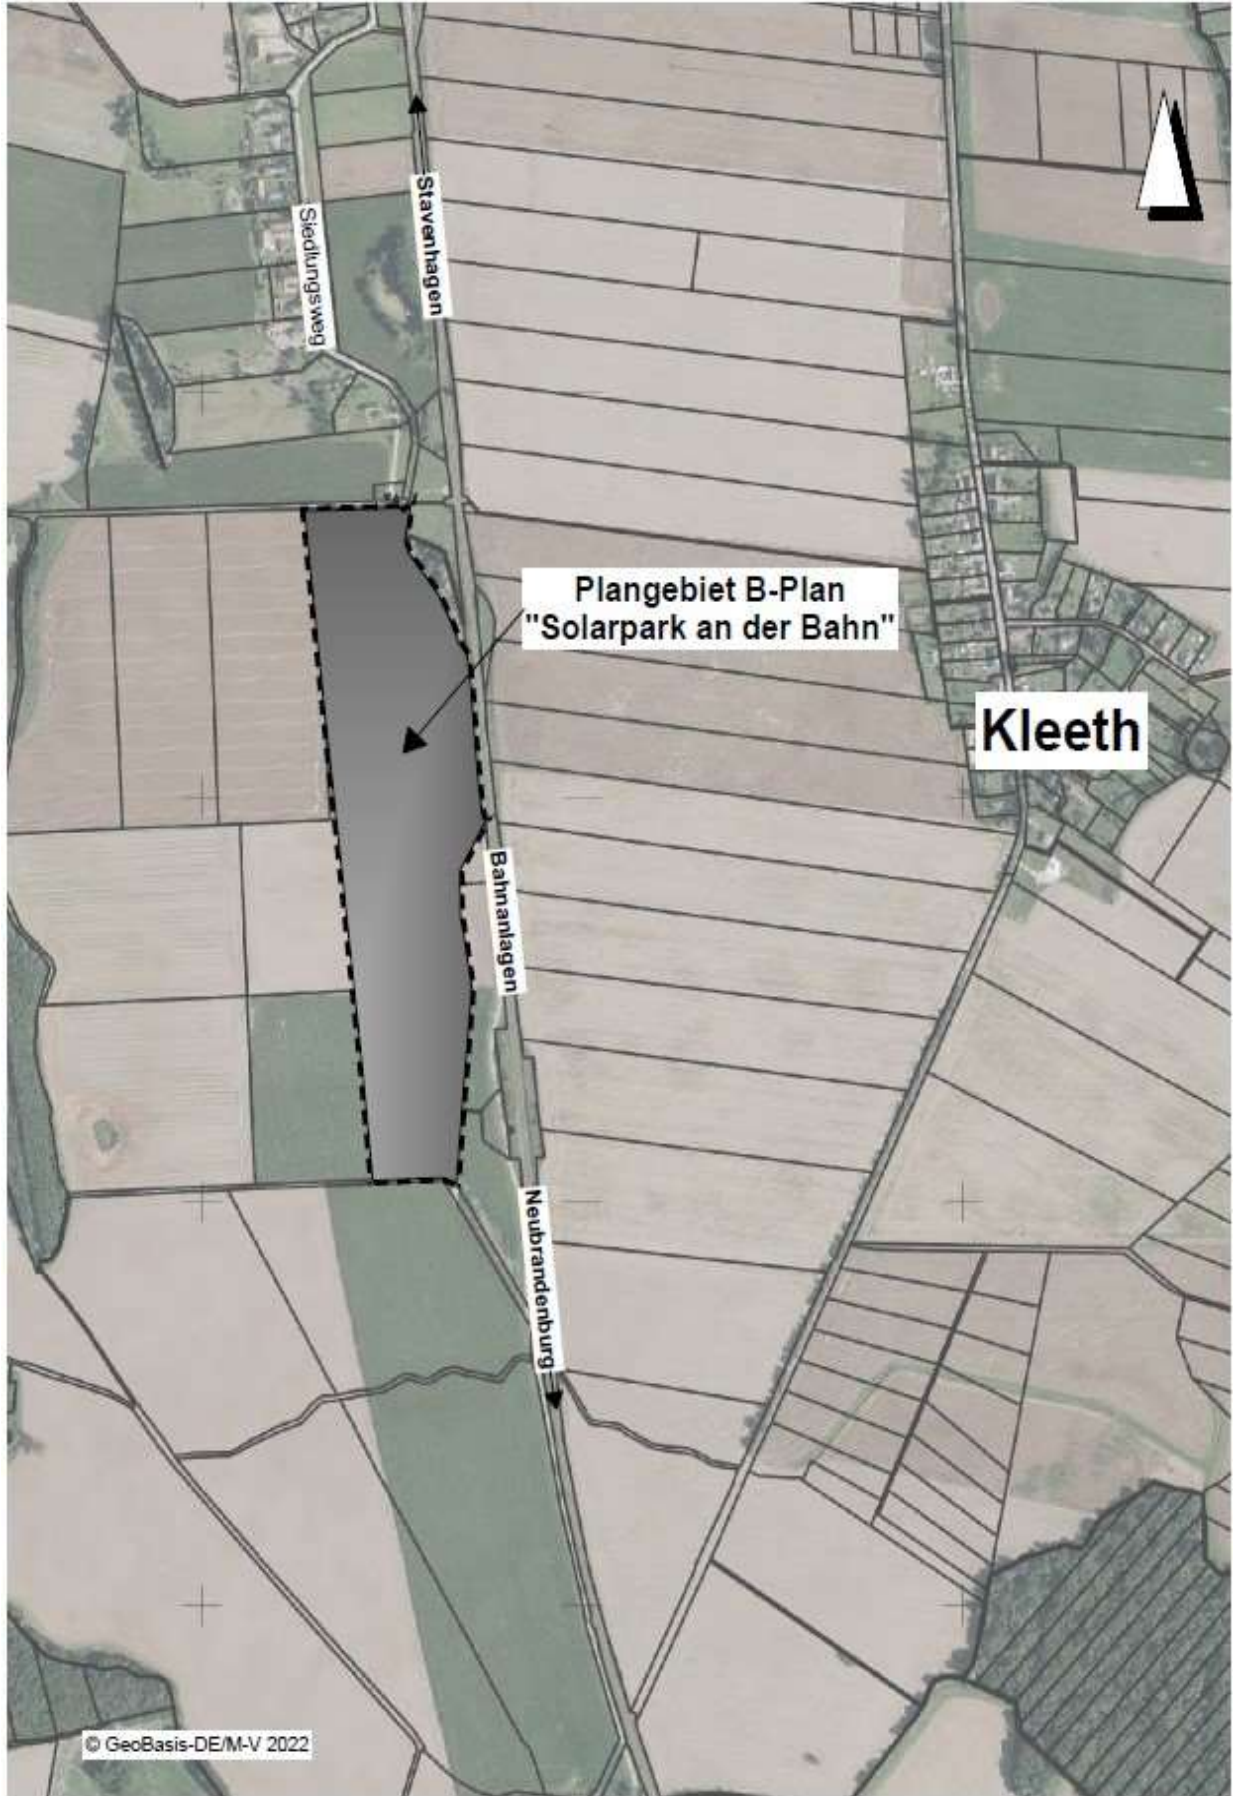 Stavenhagen
Siedlungsweg
Plangebiet B-Plan
"Solarpark an der Bahn"
Kleeth
Bahnanlagen
Neubrandenburg
© GeoBasis-DE/M-V 2022